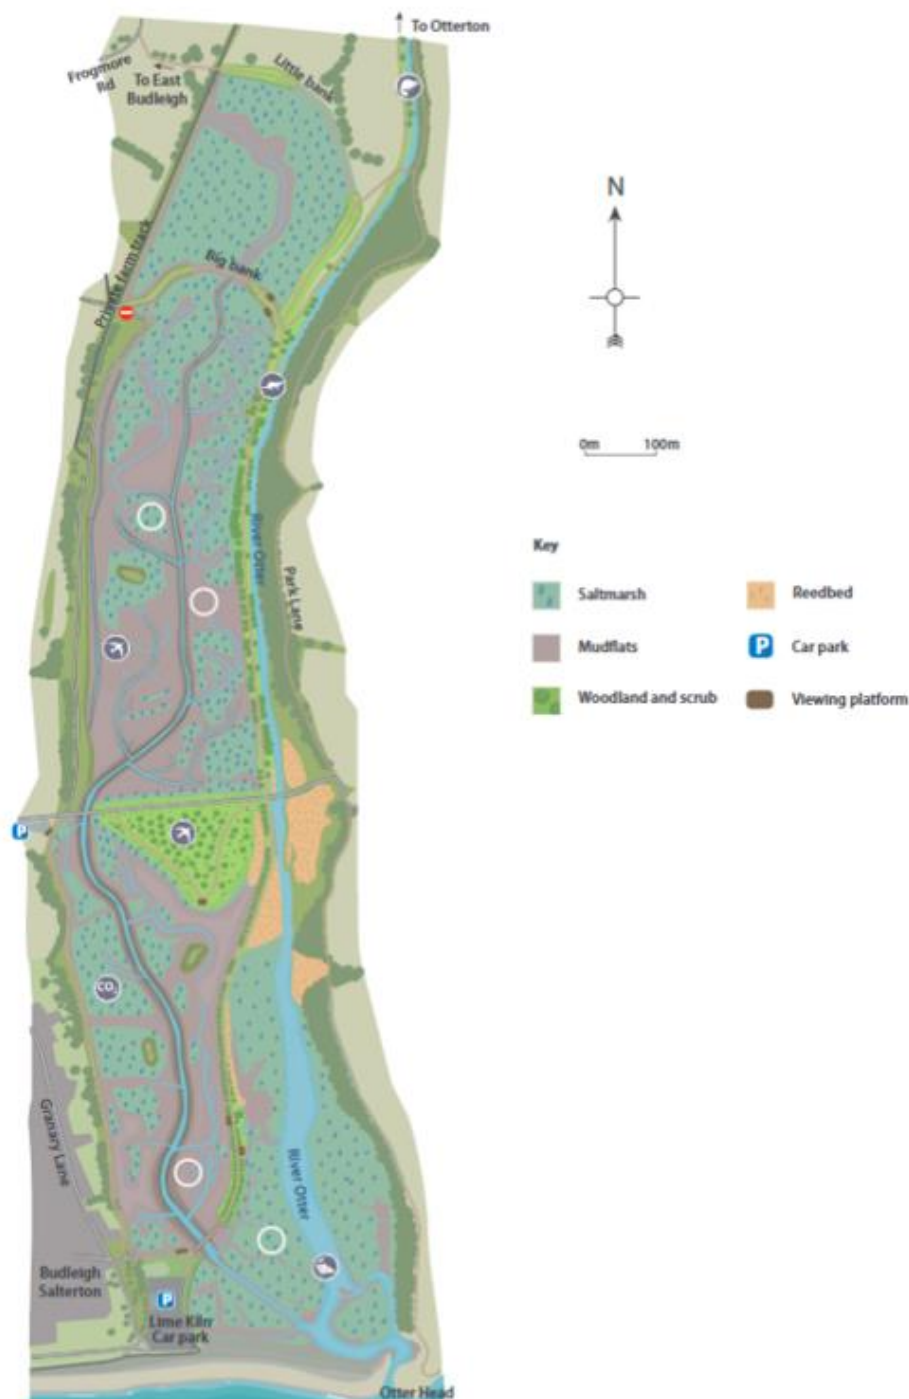 To Otterton
Frogmore
Rd
To East
Budleigh
Little bank
N
Private farm track
Big bank
0m 100m
River Otter
Park Lane
Key
Saltmarsh
Reedbed
Mudflats
P
Car park
Woodland and scrub
Viewing platform
P
CO₂
Granary Lane
River Otter
Budleigh
Salterton
P
Lime Kiln
Car park
Otter Head